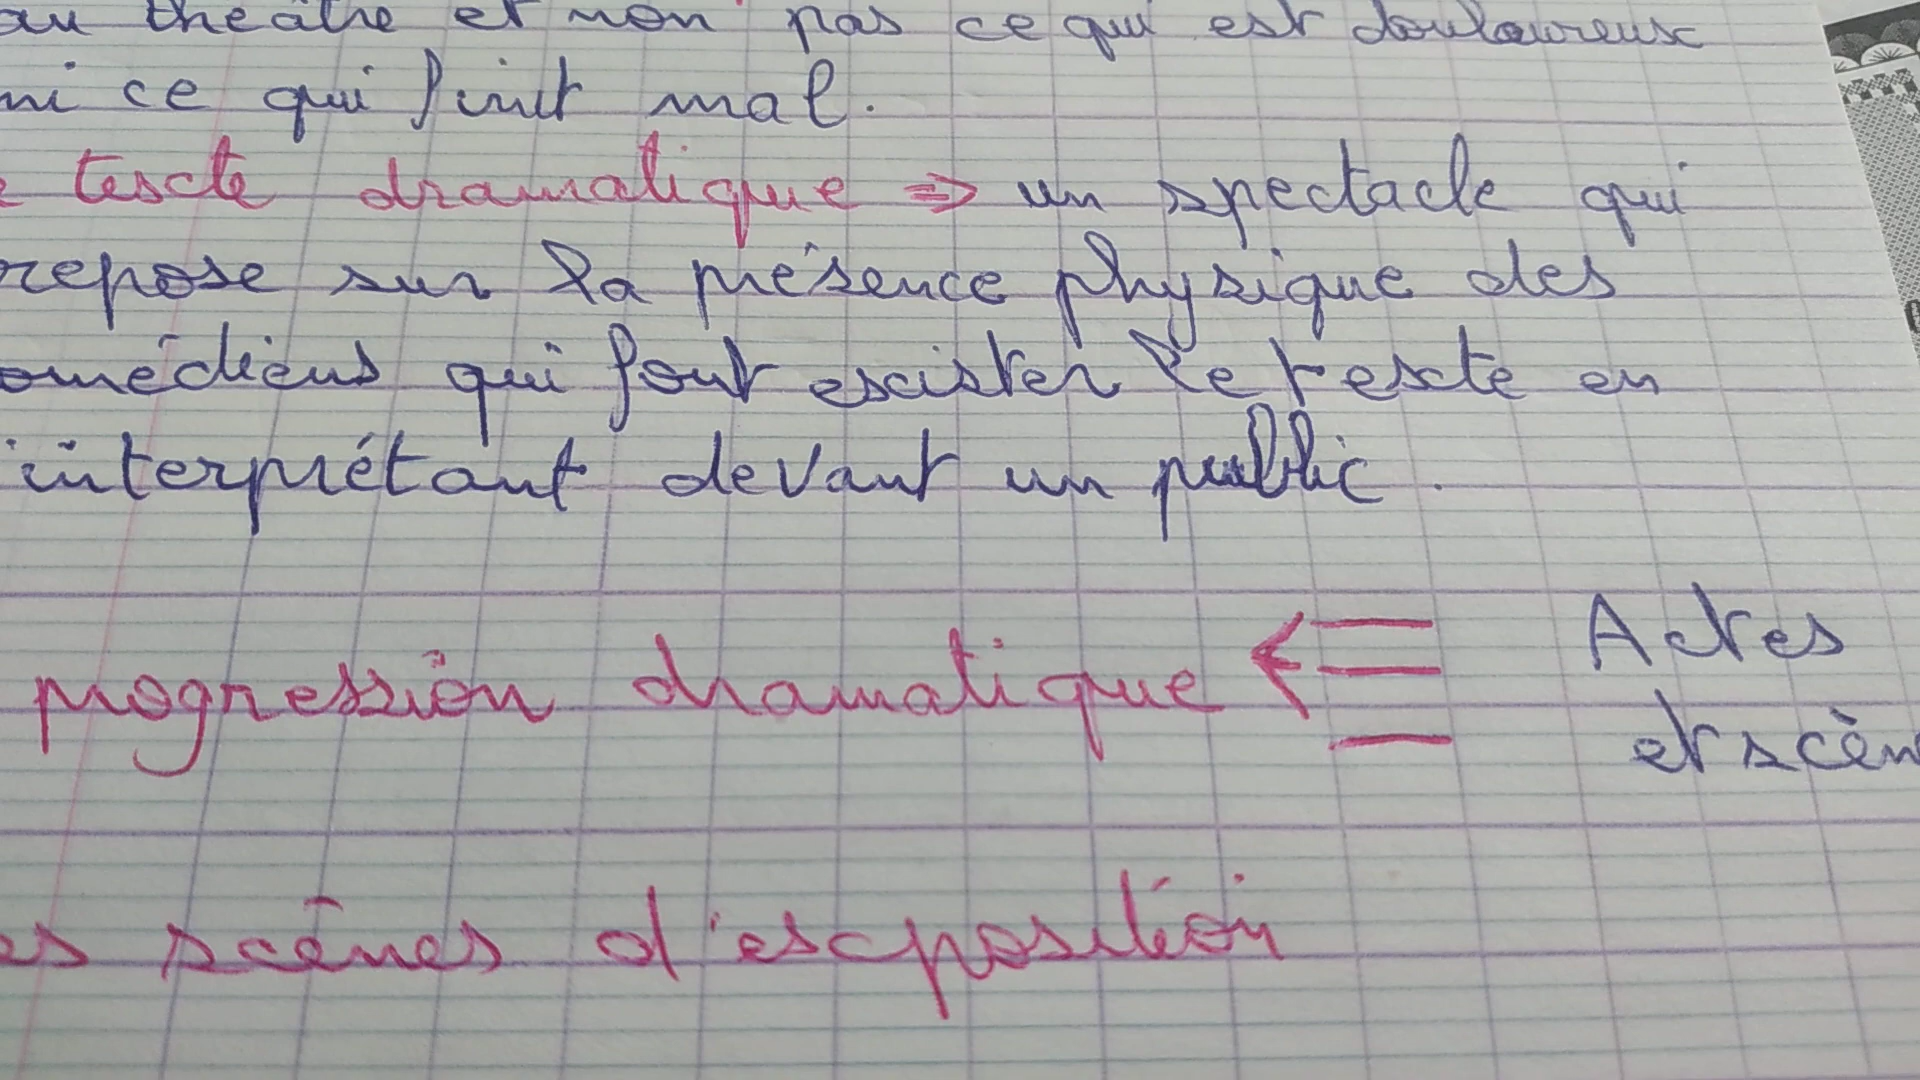 au théâtre et non pas ce qui est douloureux
ni ce qui finit mal.
texte dramatique ⇒ un spectacle qui
repose sur la présence physique des
omédiens qui font exister le texte en
interprétant devant un public.
progression dramatique ⇐ Actes
et scèn
es scènes d'exposition